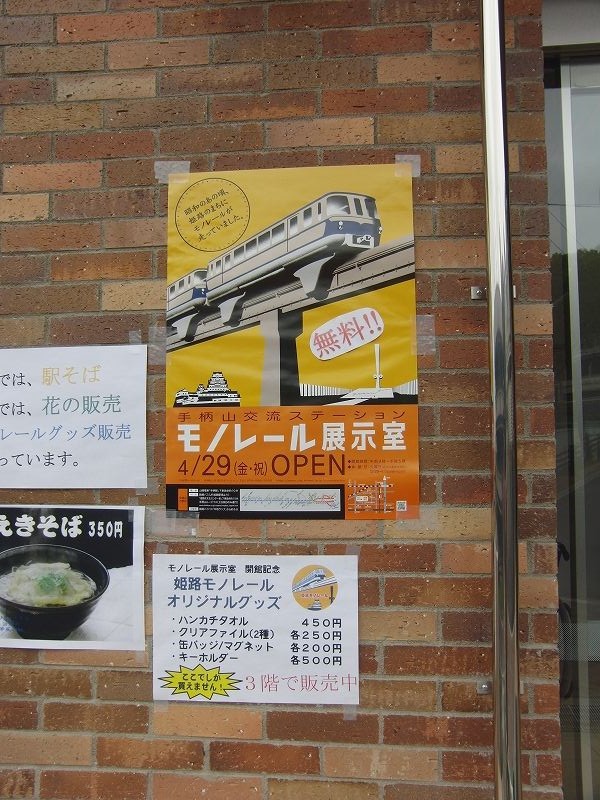 昭和のあの頃、
姫路のまちに
モノレールが
走っていました。
無料!!
手柄山交流ステーション
モノレール展示室
4/29(金・祝)OPEN
では、駅そば
では、花の販売
レールグッズ販売
っています。
えきそば 350円
モノレール展示室 開館記念
姫路モノレール
オリジナルグッズ
・ハンカチタオル 450円
・クリアファイル(2種) 各250円
・缶バッジ/マグネット 各200円
・キーホルダー 各500円
ここでしか
買えません!
3階で販売中